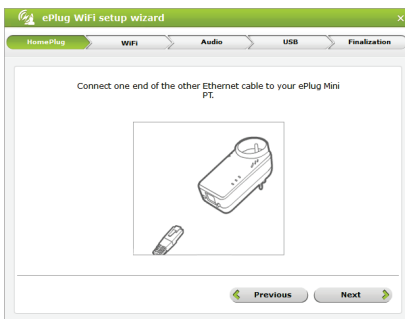 ePlug WiFi setup wizard
HomePlug WiFi Audio USB Finalization
Connect one end of the other Ethernet cable to your ePlug Mini
PT.
Previous Next